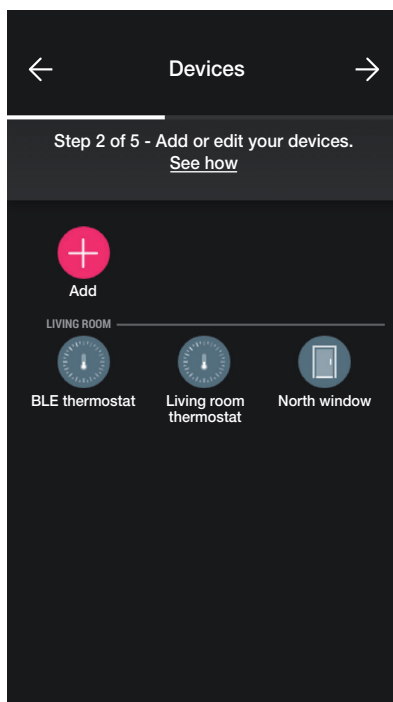 Devices
Step 2 of 5 - Add or edit your devices.
See how
Add
LIVING ROOM
BLE thermostat
Living room
thermostat
North window